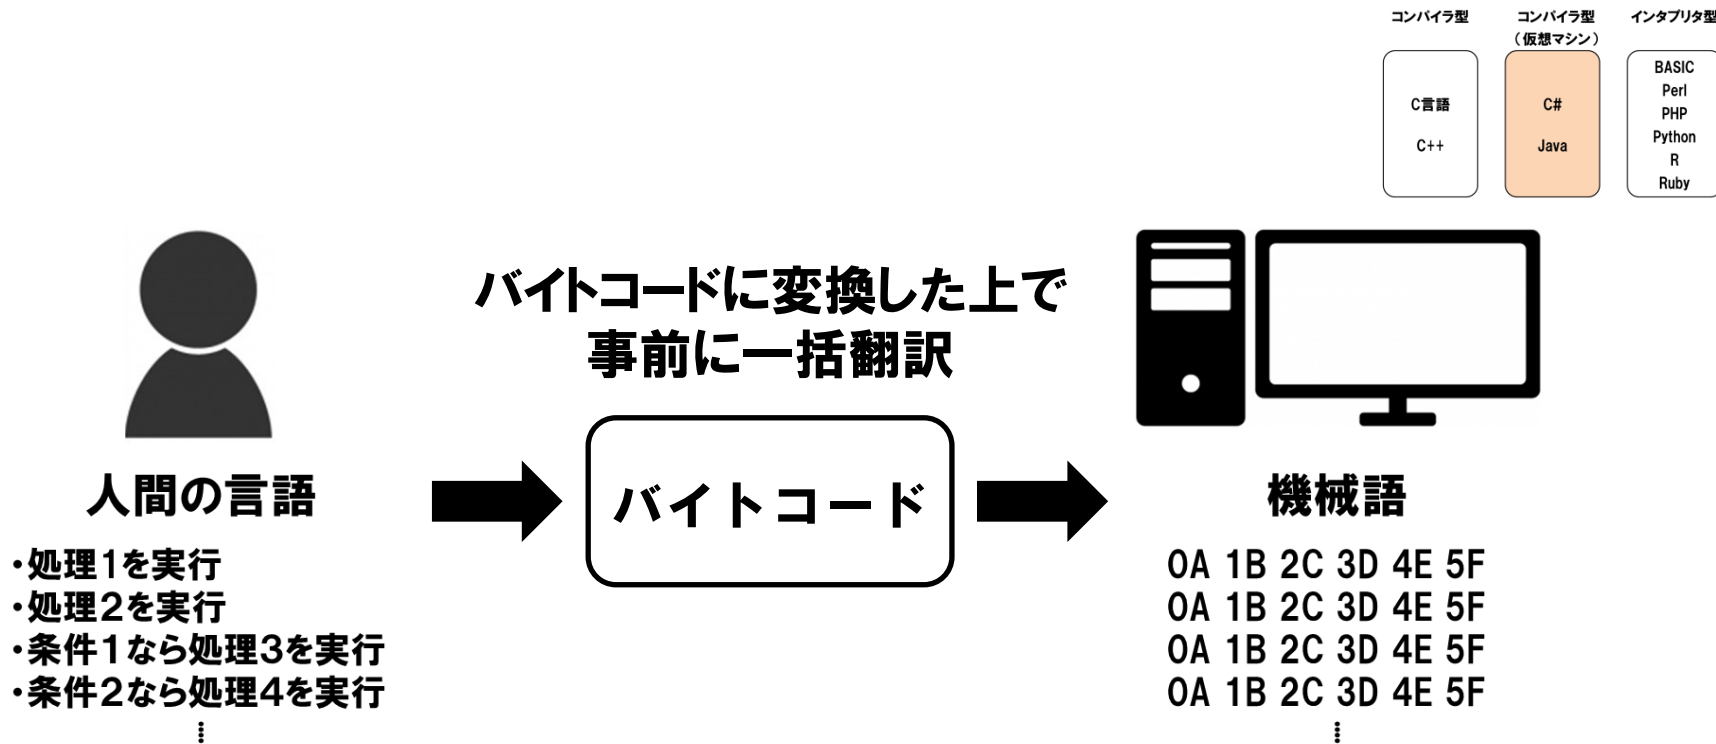 コンパイラ型
コンパイラ型
（仮想マシン）
インタプリタ型
C言語
C++
C#
Java
BASIC
Perl
PHP
Python
R
Ruby
バイトコードに変換した上で
事前に一括翻訳
バイトコード
人間の言語
・処理1を実行
・処理2を実行
・条件1なら処理3を実行
・条件2なら処理4を実行
⋮
機械語
0A 1B 2C 3D 4E 5F
0A 1B 2C 3D 4E 5F
0A 1B 2C 3D 4E 5F
0A 1B 2C 3D 4E 5F
⋮